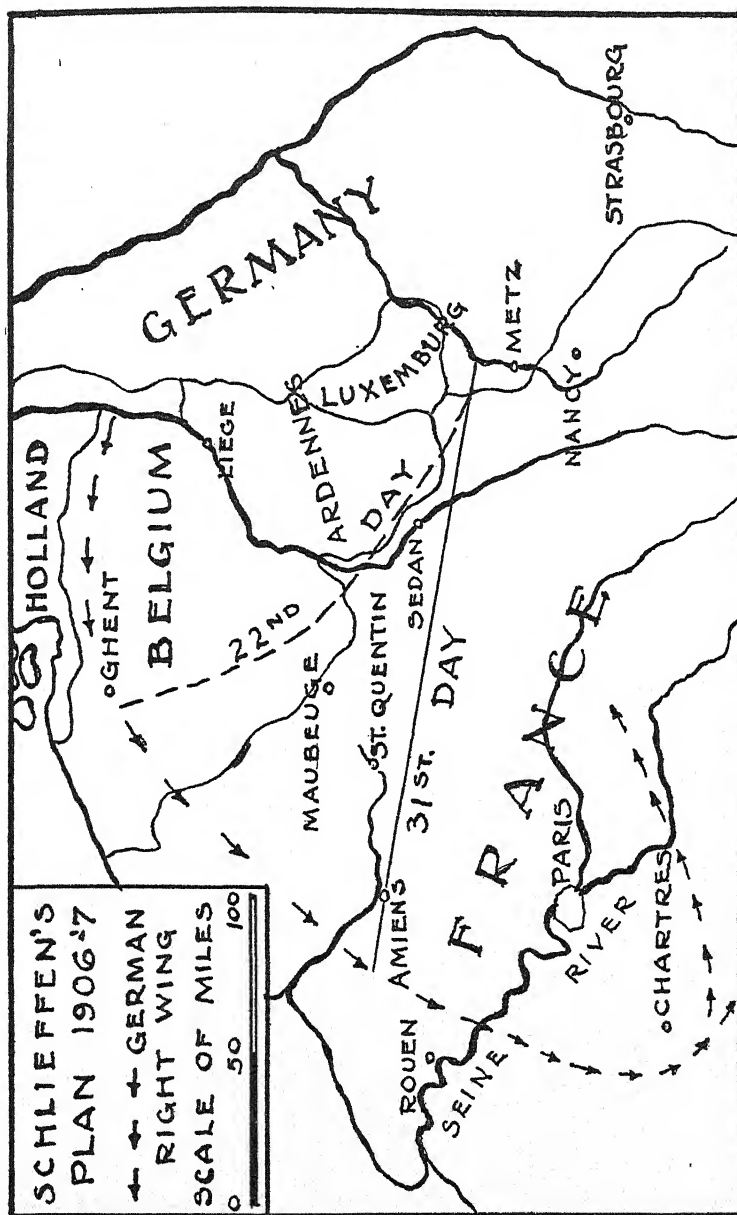 SCHLIEFFEN'S
PLAN 1906-7
GERMAN
RIGHT WING
SCALE OF MILES
0 50 100
HOLLAND
GHENT
BELGIUM
LIEGE
GERMANY
ARDENNES
LUXEMBURG
22ND DAY
MAUBEUGE
ST. QUENTIN
SEDAN
METZ
NANCY
STRASBOURG
AMIENS
31ST. DAY
FRANCE
ROUEN
SEINE RIVER
PARIS
CHARTRES